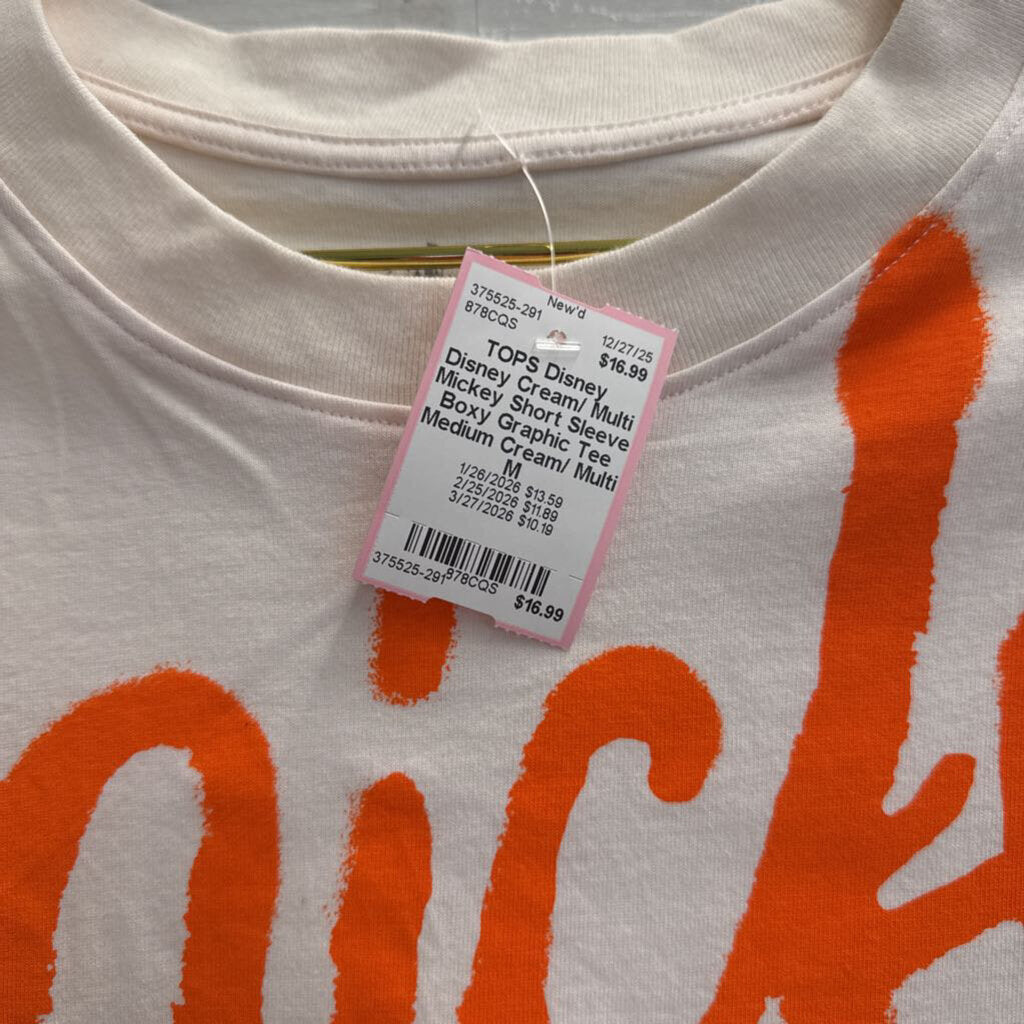 375525-291
New'd
878CQS
12/27/25
$16.99
TOPS Disney
Disney Cream/ Multi
Mickey Short Sleeve
Boxy Graphic Tee
Medium Cream/ Multi
M
1/26/2026 $13.59
2/25/2026 $11.89
3/27/2026 $10.19
375525-291 878CQS
$16.99
mick